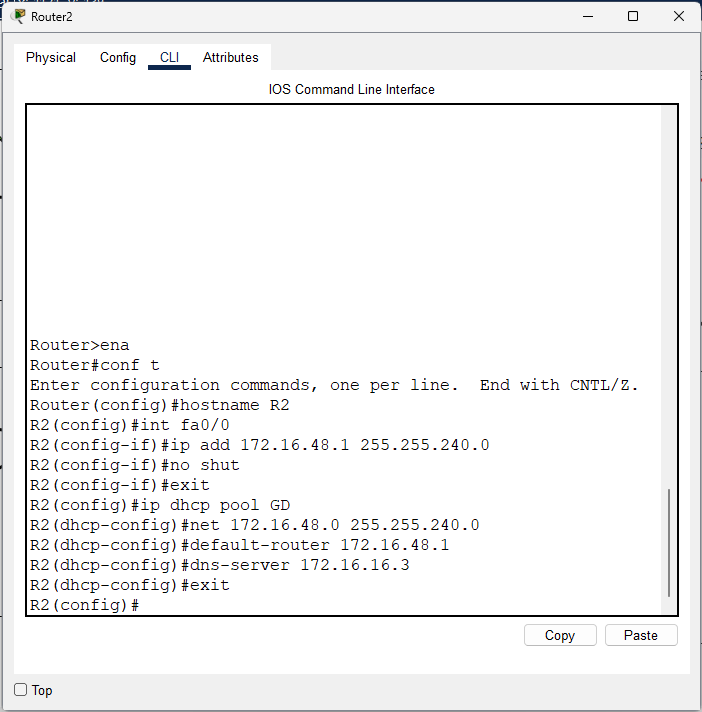 Router2
Physical Config CLI Attributes
IOS Command Line Interface
Router>ena
Router#conf t
Enter configuration commands, one per line.  End with CNTL/Z.
Router(config)#hostname R2
R2(config)#int fa0/0
R2(config-if)#ip add 172.16.48.1 255.255.240.0
R2(config-if)#no shut
R2(config-if)#exit
R2(config)#ip dhcp pool GD
R2(dhcp-config)#net 172.16.48.0 255.255.240.0
R2(dhcp-config)#default-router 172.16.48.1
R2(dhcp-config)#dns-server 172.16.16.3
R2(dhcp-config)#exit
R2(config)#
Copy Paste
Top